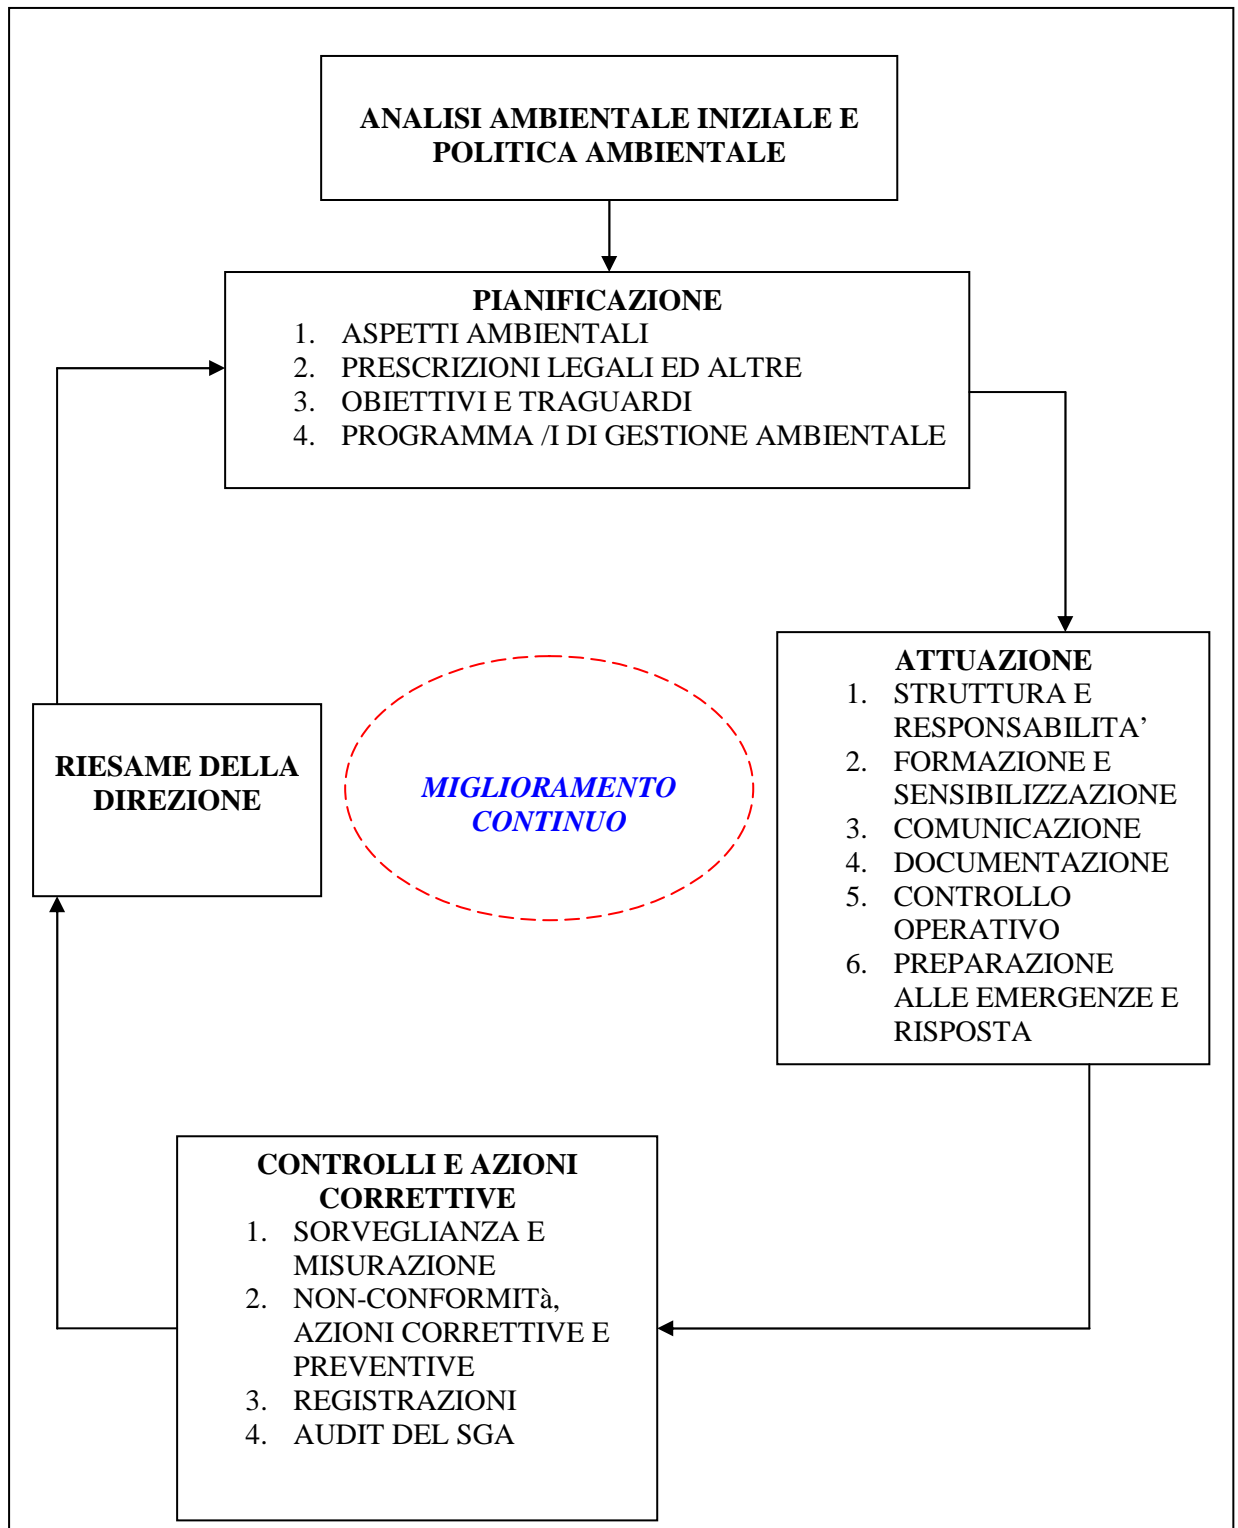 ANALISI AMBIENTALE INIZIALE E
POLITICA AMBIENTALE
PIANIFICAZIONE
1. ASPETTI AMBIENTALI
2. PRESCRIZIONI LEGALI ED ALTRE
3. OBIETTIVI E TRAGUARDI
4. PROGRAMMA /I DI GESTIONE AMBIENTALE
ATTUAZIONE
1. STRUTTURA E
RESPONSABILITA’
2. FORMAZIONE E
SENSIBILIZZAZIONE
3. COMUNICAZIONE
4. DOCUMENTAZIONE
5. CONTROLLO
OPERATIVO
6. PREPARAZIONE
ALLE EMERGENZE E
RISPOSTA
RIESAME DELLA
DIREZIONE
MIGLIORAMENTO
CONTINUO
CONTROLLI E AZIONI
CORRETTIVE
1. SORVEGLIANZA E
MISURAZIONE
2. NON-CONFORMITà,
AZIONI CORRETTIVE E
PREVENTIVE
3. REGISTRAZIONI
4. AUDIT DEL SGA